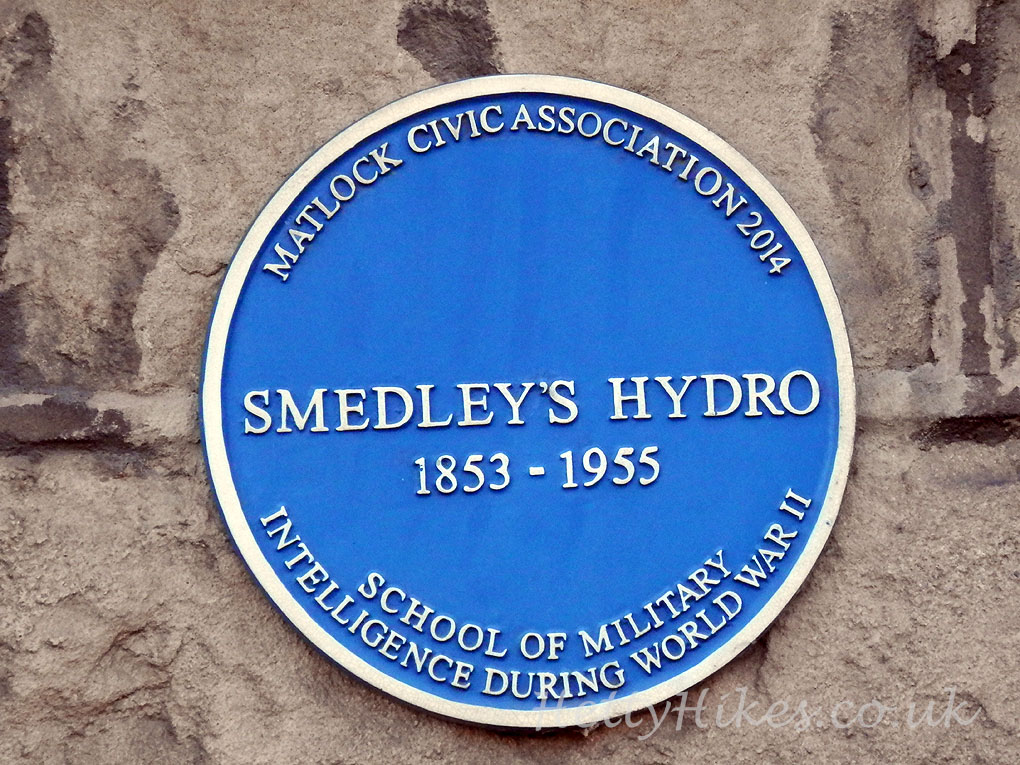 MATLOCK CIVIC ASSOCIATION 2014
SMEDLEY'S HYDRO
1853 - 1955
SCHOOL OF MILITARY
INTELLIGENCE DURING WORLD WAR II
HollyHikes.co.uk